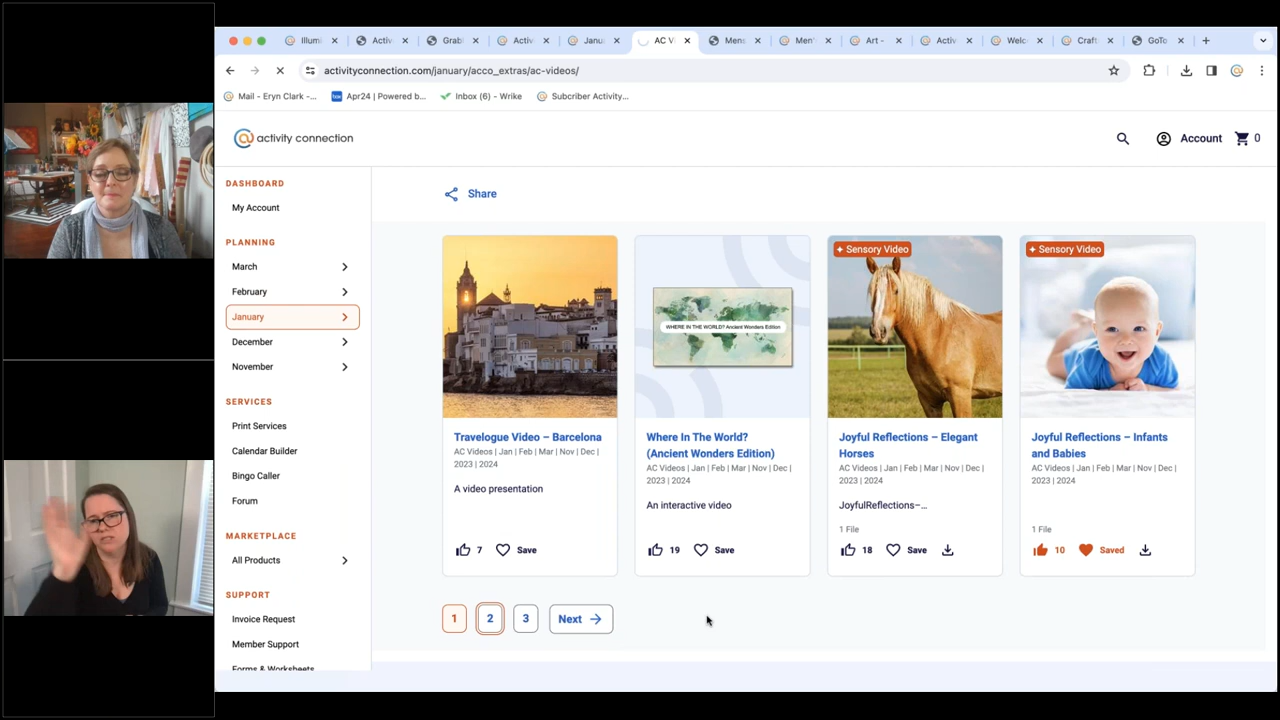 Illumi
Activ
Grabl
Activ
Janu
AC V
Mens
Men'
Art -
Activ
Welc
Craft
GoTo
activityconnection.com/january/acco_extras/ac-videos/
Mail - Eryn Clark -...
Apr24 | Powered b...
Inbox (6) - Wrike
Subcriber Activity...
activity connection
Account
0
DASHBOARD
My Account
PLANNING
March
February
January
December
November
SERVICES
Print Services
Calendar Builder
Bingo Caller
Forum
MARKETPLACE
All Products
SUPPORT
Invoice Request
Member Support
Forms & Worksheets
Share
Travelogue Video – Barcelona
AC Videos | Jan | Feb | Mar | Nov | Dec |
2023 | 2024
A video presentation
7
Save
WHERE IN THE WORLD? Ancient Wonders Edition
Where In The World?
(Ancient Wonders Edition)
AC Videos | Jan | Feb | Mar | Nov | Dec |
2023 | 2024
An interactive video
19
Save
+ Sensory Video
Joyful Reflections – Elegant
Horses
AC Videos | Jan | Feb | Mar | Nov | Dec |
2023 | 2024
JoyfulReflections–...
1 File
18
Save
+ Sensory Video
Joyful Reflections – Infants
and Babies
AC Videos | Jan | Feb | Mar | Nov | Dec |
2023 | 2024
1 File
10
Saved
1
2
3
Next